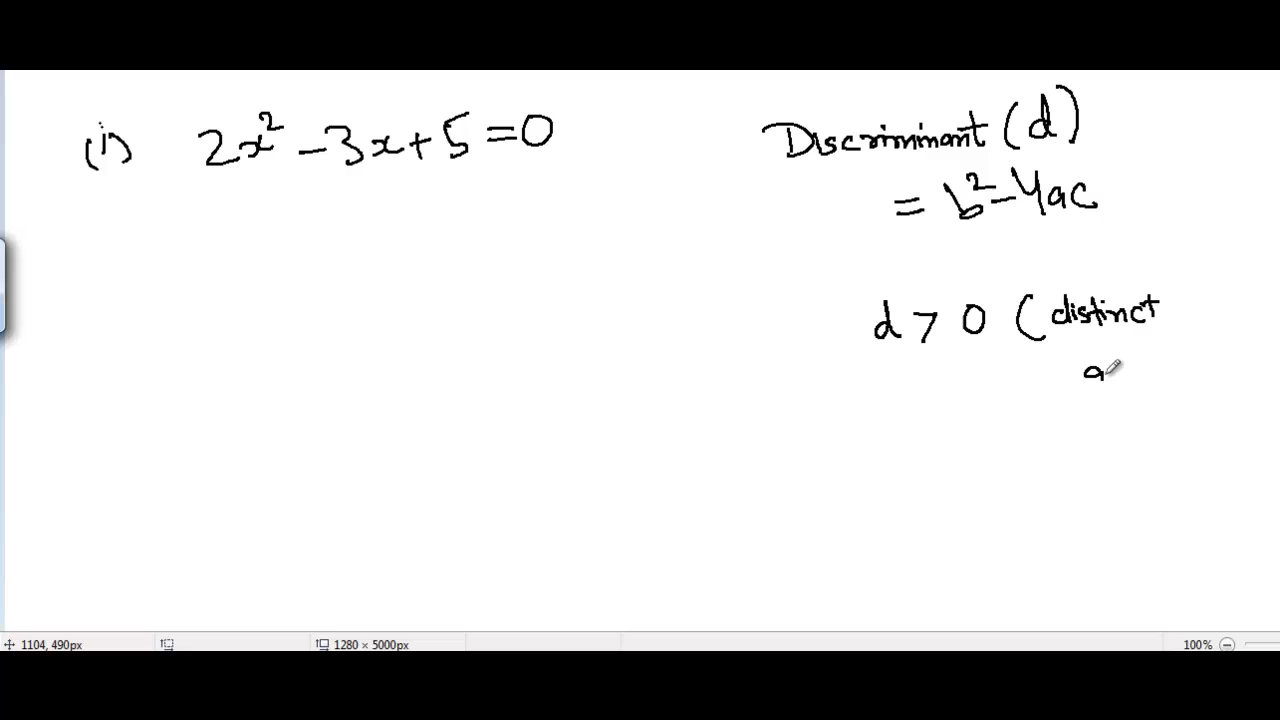 (i) 2x² - 3x + 5 = 0
Discriminant (d)
= b² - 4ac
d > 0 (distinct
a
1104, 490px 1280 × 5000px 100%